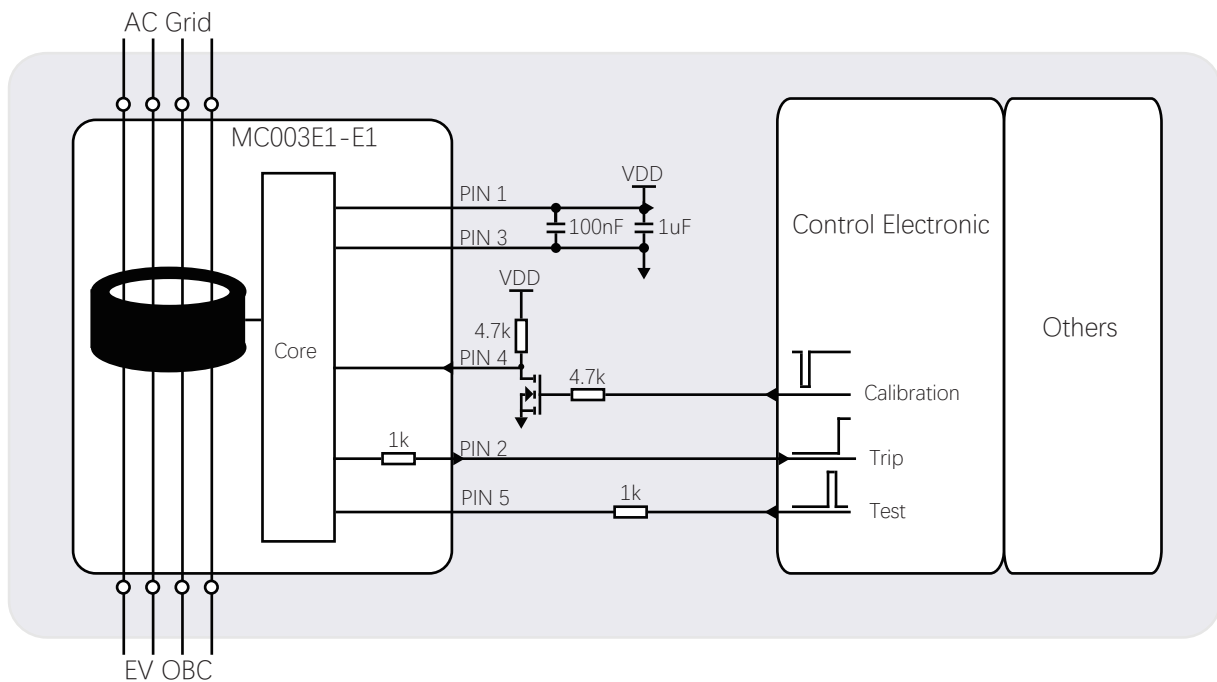 AC Grid
MC003E1-E1
VDD
PIN 1
100nF
1uF
Control Electronic
PIN 3
VDD
Others
4.7k
Core
PIN 4
4.7k
Calibration
1k
PIN 2
Trip
PIN 5
1k
Test
EV OBC